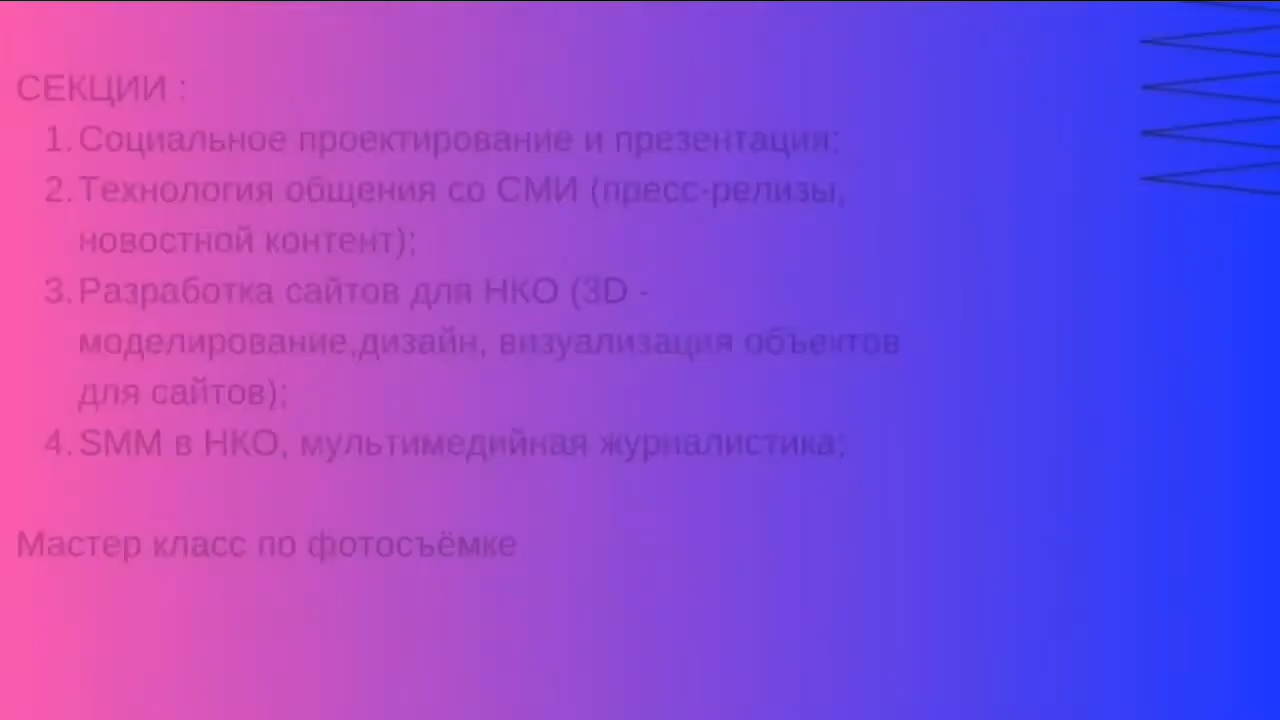 СЕКЦИИ :
1. Социальное проектирование и презентация;
2. Технология общения со СМИ (пресс-релизы,
новостной контент);
3. Разработка сайтов для НКО (3D -
моделирование,дизайн, визуализация объектов
для сайтов);
4. SMM в НКО, мультимедийная журналистика;
Мастер класс по фотосъёмке